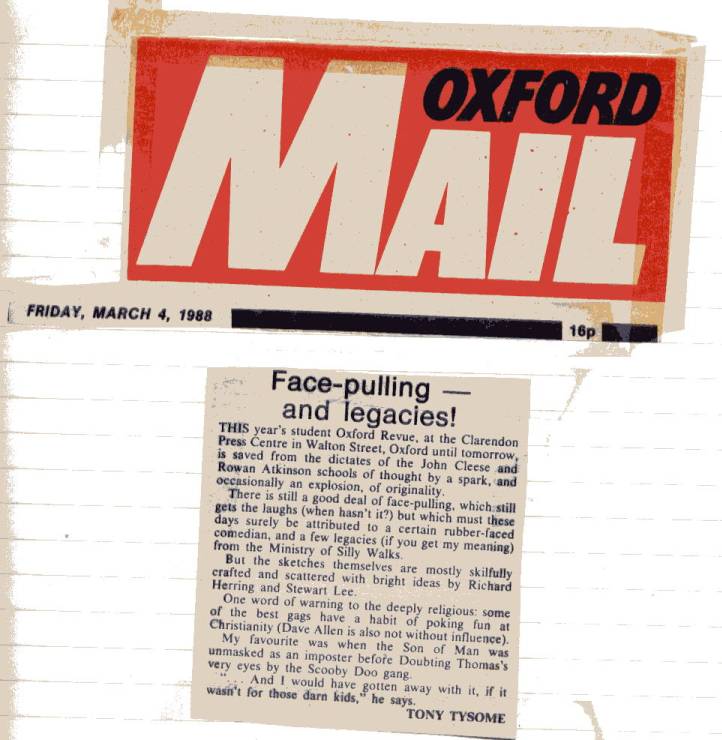 OXFORD
MAIL
FRIDAY, MARCH 4, 1988
16p
Face-pulling —
and legacies!
THIS year's student Oxford Revue, at the Clarendon
Press Centre in Walton Street, Oxford until tomorrow,
is saved from the dictates of the John Cleese and
Rowan Atkinson schools of thought by a spark, and
occasionally an explosion, of originality.
There is still a good deal of face-pulling, which still
gets the laughs (when hasn't it?) but which must these
days surely be attributed to a certain rubber-faced
comedian, and a few legacies (if you get my meaning)
from the Ministry of Silly Walks.
But the sketches themselves are mostly skilfully
crafted and scattered with bright ideas by Richard
Herring and Stewart Lee.
One word of warning to the deeply religious: some
of the best gags have a habit of poking fun at
Christianity (Dave Allen is also not without influence).
My favourite was when the Son of Man was
unmasked as an imposter before Doubting Thomas's
very eyes by the Scooby Doo gang.
". . . And I would have gotten away with it, if it
wasn't for those darn kids," he says.
TONY TYSOME